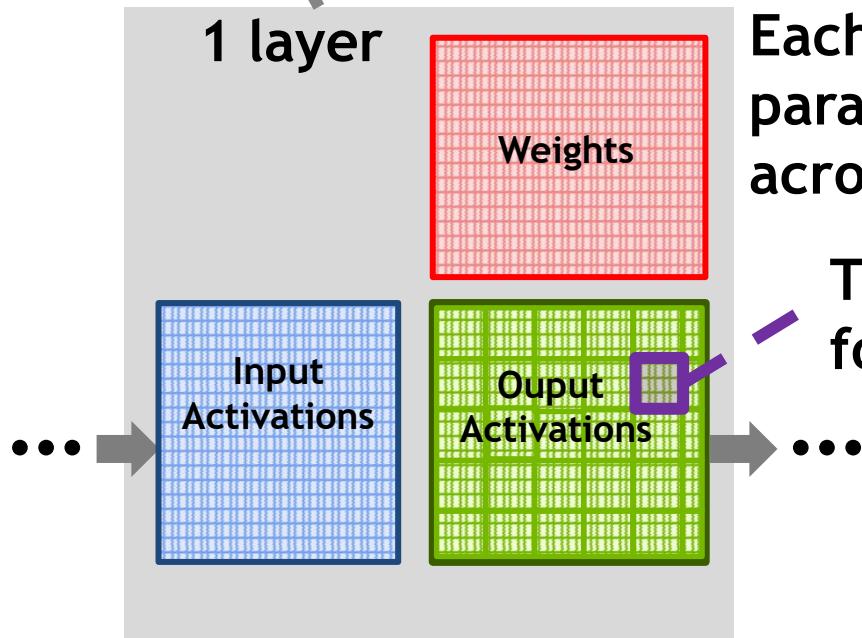 1 layer
Weights
Each
para
acro
T
fo
Input
Activations
Ouput
Activations